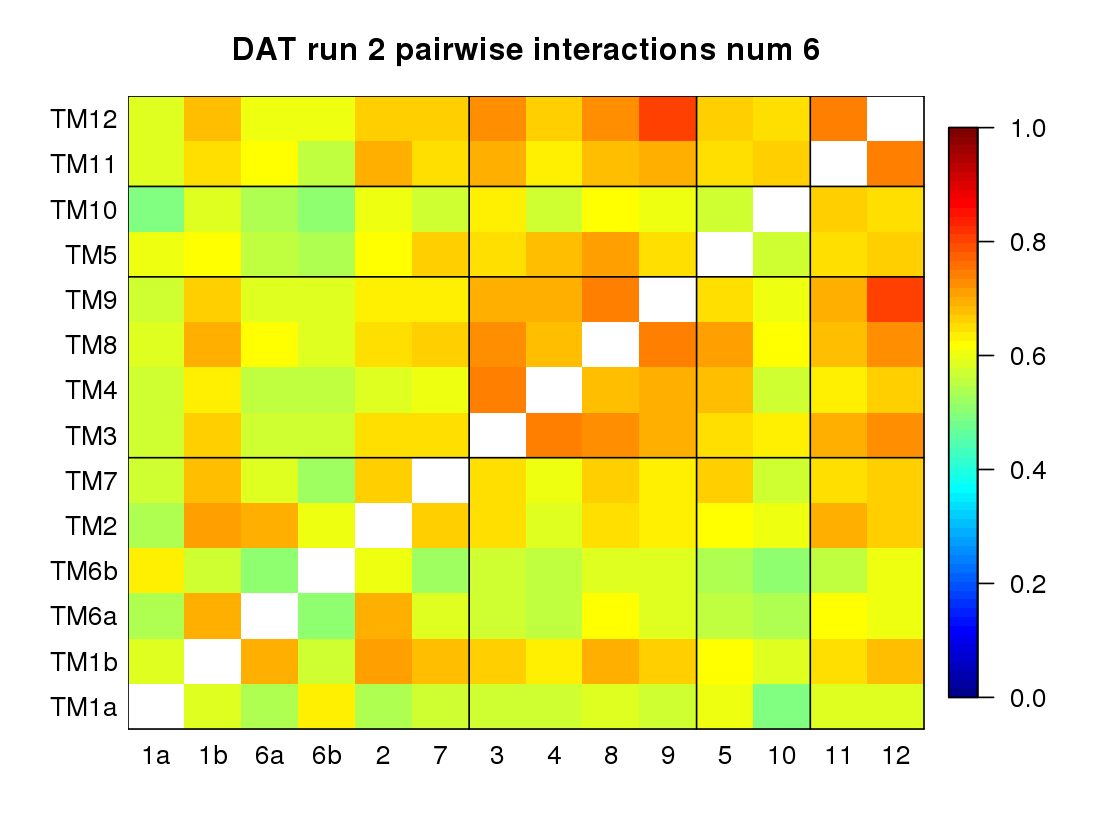 DAT run 2 pairwise interactions num 6
TM12
TM11
TM10
TM5
TM9
TM8
TM4
TM3
TM7
TM2
TM6b
TM6a
TM1b
TM1a
1a 1b 6a 6b 2 7 3 4 8 9 5 10 11 12
1.0
0.8
0.6
0.4
0.2
0.0